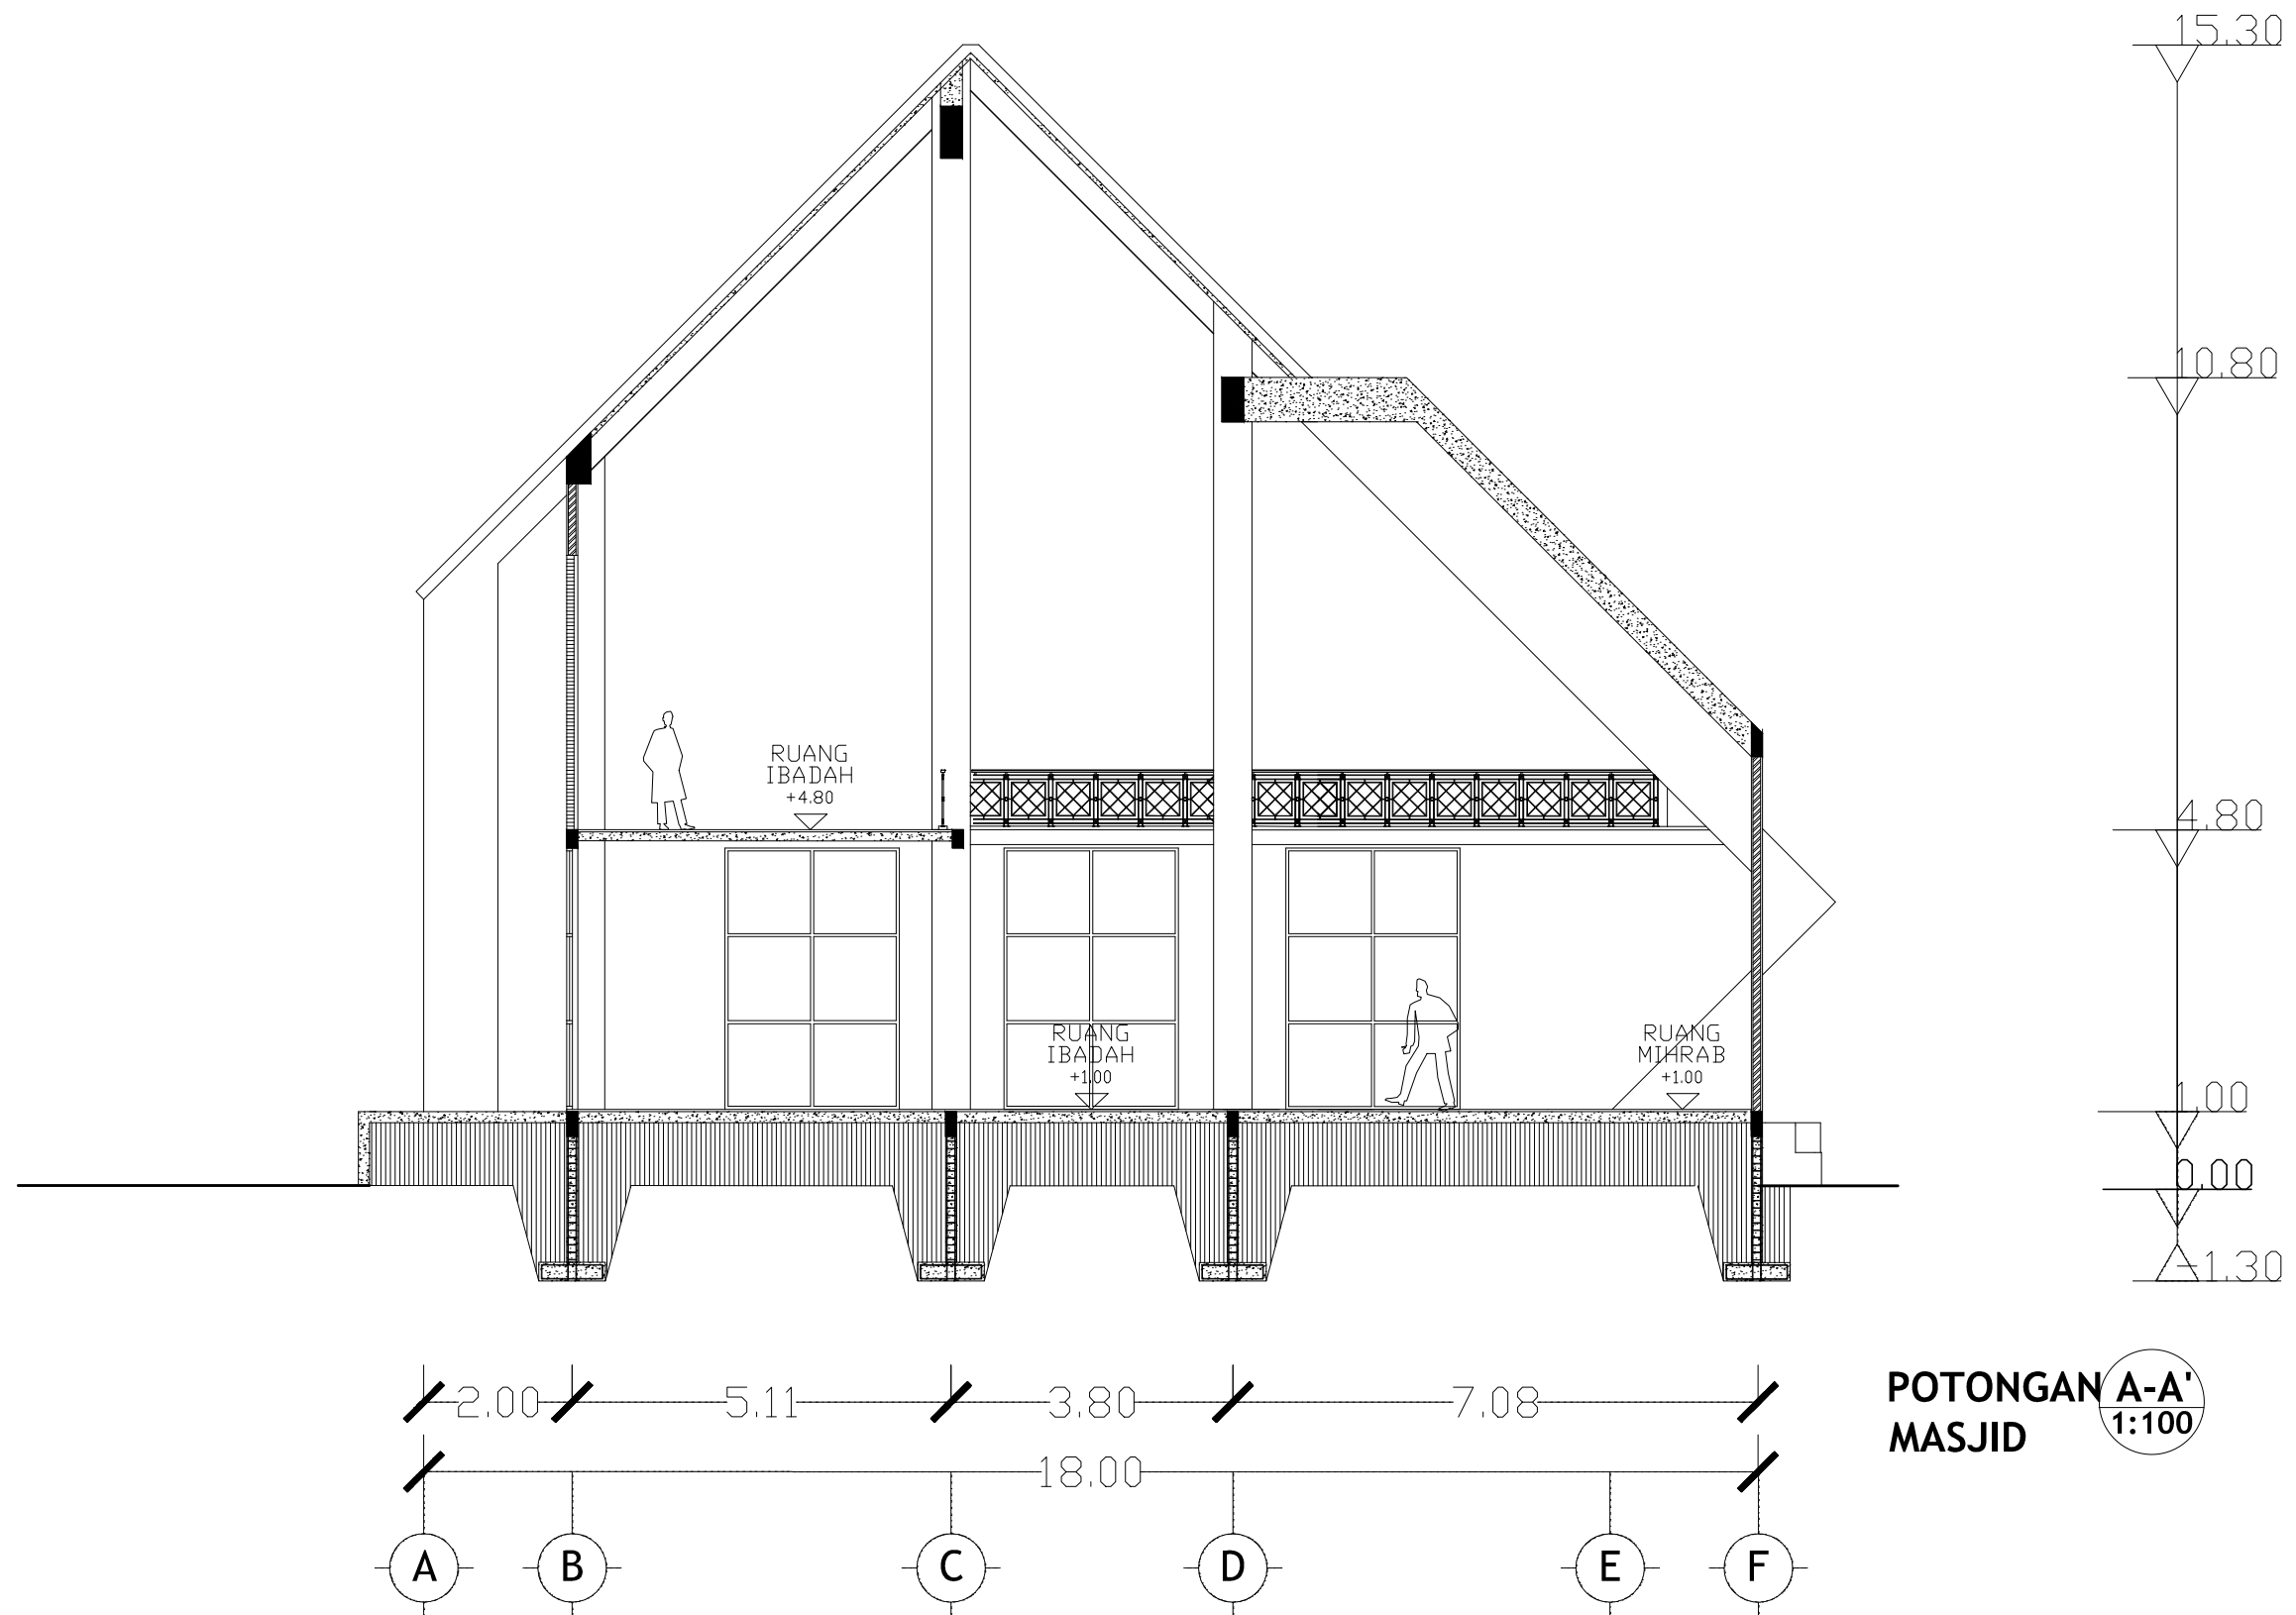 15.30
10.80
RUANG
IBADAH
+4.80
4.80
RUANG
IBADAH
+1.00
RUANG
MIHRAB
+1.00
1.00
0.00
-1.30
2.00 5.11 3.80 7.08
18.00
POTONGAN
MASJID
A-A'
1:100
A B C D E F